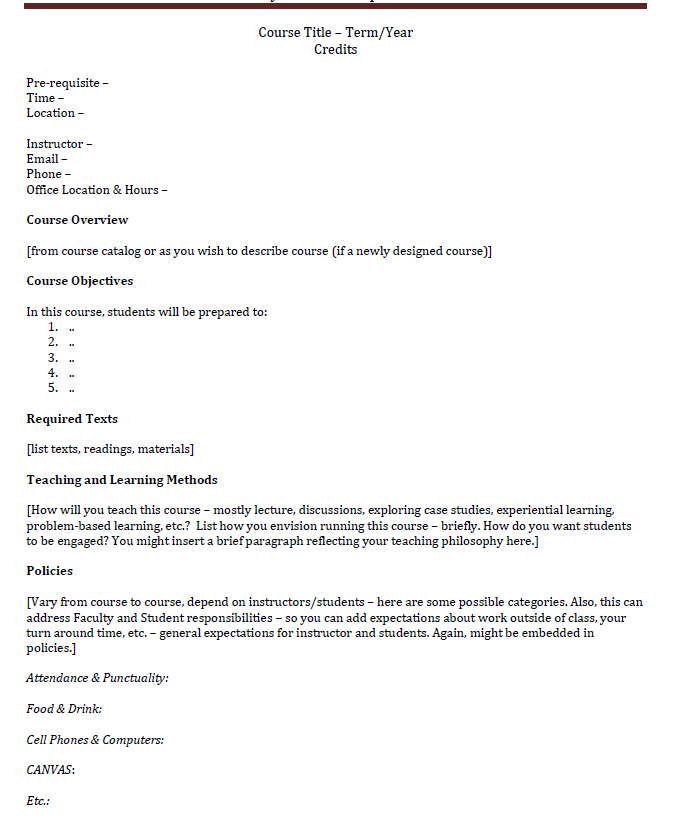 Course Title – Term/Year
Credits
Pre-requisite –
Time –
Location –
Instructor –
Email –
Phone –
Office Location & Hours –
Course Overview
[from course catalog or as you wish to describe course (if a newly designed course)]
Course Objectives
In this course, students will be prepared to:
1. ..
2. ..
3. ..
4. ..
5. ..
Required Texts
[list texts, readings, materials]
Teaching and Learning Methods
[How will you teach this course – mostly lecture, discussions, exploring case studies, experiential learning,
problem-based learning, etc.? List how you envision running this course – briefly. How do you want students
to be engaged? You might insert a brief paragraph reflecting your teaching philosophy here.]
Policies
[Vary from course to course, depend on instructors/students – here are some possible categories. Also, this can
address Faculty and Student responsibilities – so you can add expectations about work outside of class, your
turn around time, etc. – general expectations for instructor and students. Again, might be embedded in
policies.]
Attendance & Punctuality:
Food & Drink:
Cell Phones & Computers:
CANVAS:
Etc.: